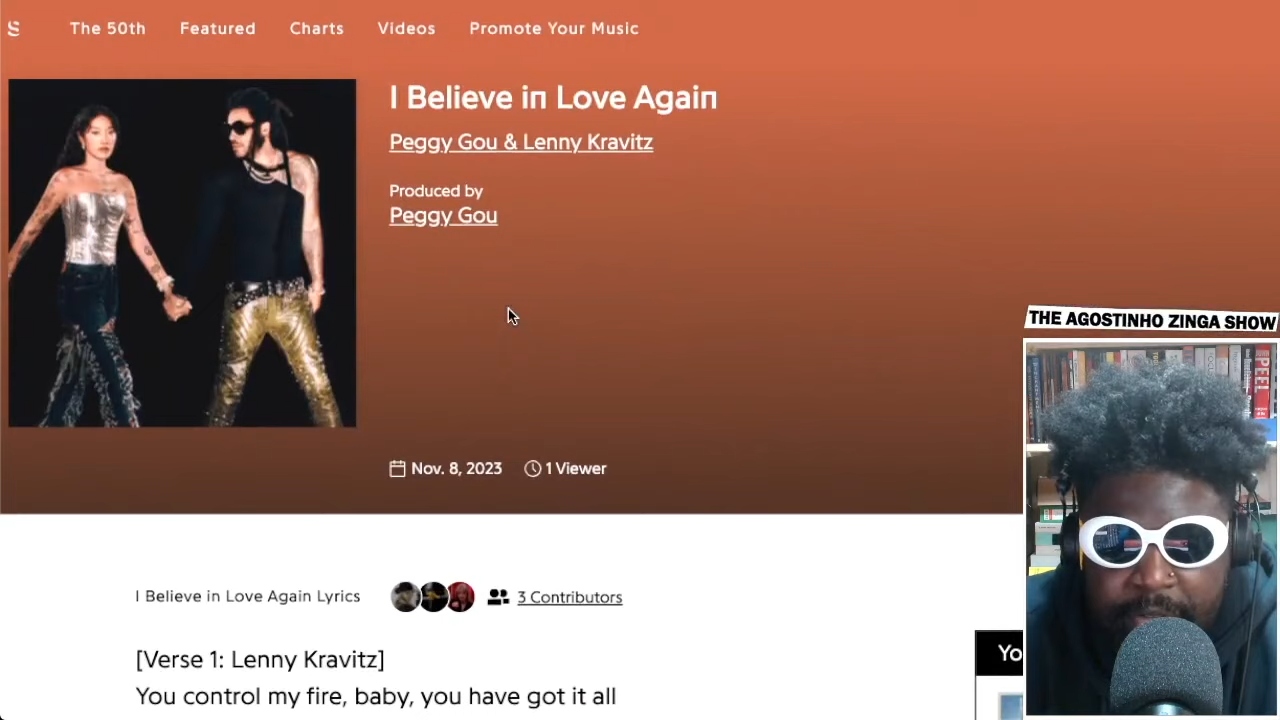 S
The 50th Featured Charts Videos Promote Your Music
I Believe in Love Again
Peggy Gou & Lenny Kravitz
Produced by
Peggy Gou
Nov. 8, 2023 1 Viewer
THE AGOSTINHO ZINGA SHOW
PEEL
I Believe in Love Again Lyrics 3 Contributors
Yo
[Verse 1: Lenny Kravitz]
You control my fire, baby, you have got it all